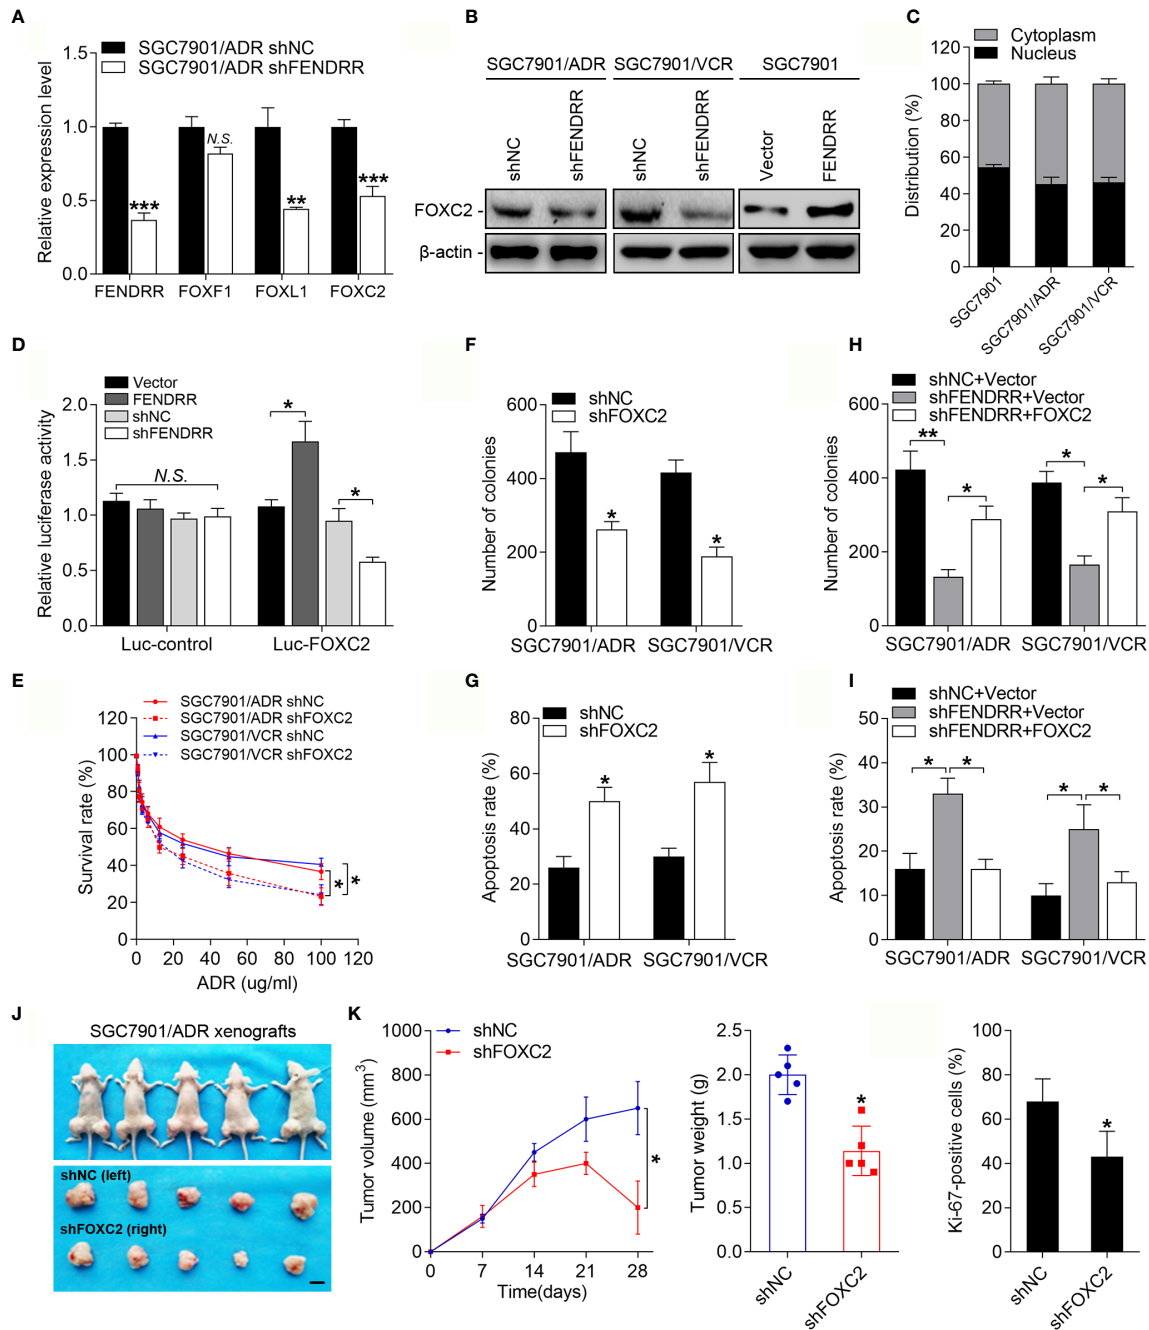 A
SGC7901/ADR shNC
SGC7901/ADR shFENDRR
Relative expression level
1.5
1.0
0.5
0.0
N.S.
***
**
***
FENDRR
FOXF1
FOXL1
FOXC2
B
SGC7901/ADR
SGC7901/VCR
SGC7901
shNC
shFENDRR
shNC
shFENDRR
Vector
FENDRR
FOXC2 -
β-actin -
C
Cytoplasm
Nucleus
Distribution (%)
120
100
80
60
40
20
0
SGC7901
SGC7901/ADR
SGC7901/VCR
D
Vector
FENDRR
shNC
shFENDRR
Relative luciferase activity
2.0
1.5
1.0
0.5
0.0
N.S.
*
*
Luc-control
Luc-FOXC2
F
shNC
shFOXC2
Number of colonies
600
400
200
0
*
*
SGC7901/ADR
SGC7901/VCR
H
shNC+Vector
shFENDRR+Vector
shFENDRR+FOXC2
Number of colonies
600
400
200
0
**
*
*
*
SGC7901/ADR
SGC7901/VCR
E
SGC7901/ADR shNC
SGC7901/ADR shFOXC2
SGC7901/VCR shNC
SGC7901/VCR shFOXC2
Survival rate (%)
120
100
80
60
40
20
0
*
*
0
20
40
60
80
100
120
ADR (ug/ml)
G
shNC
shFOXC2
Apoptosis rate (%)
80
60
40
20
0
*
*
SGC7901/ADR
SGC7901/VCR
I
shNC+Vector
shFENDRR+Vector
shFENDRR+FOXC2
Apoptosis rate (%)
50
40
30
20
10
0
*
*
*
*
SGC7901/ADR
SGC7901/VCR
J
SGC7901/ADR xenografts
shNC (left)
shFOXC2 (right)
K
shNC
shFOXC2
Tumor volume (mm³)
1000
800
600
400
200
0
*
0
7
14
21
28
Time(days)
Tumor weight (g)
2.5
2.0
1.5
1.0
0.5
0.0
*
shNC
shFOXC2
Ki-67-positive cells (%)
100
80
60
40
20
0
*
shNC
shFOXC2